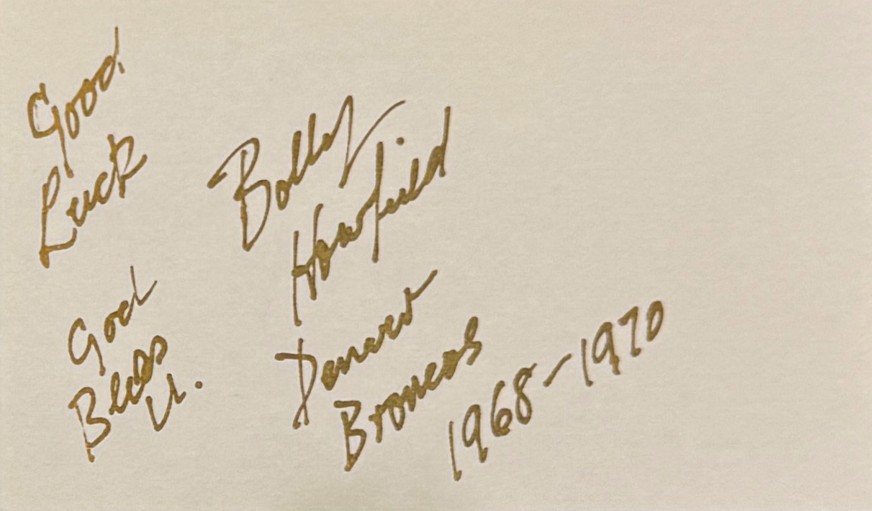 Good
Luck
God
Bless
U.
Bobby
Howfield
Denver
Broncos
1968-1970